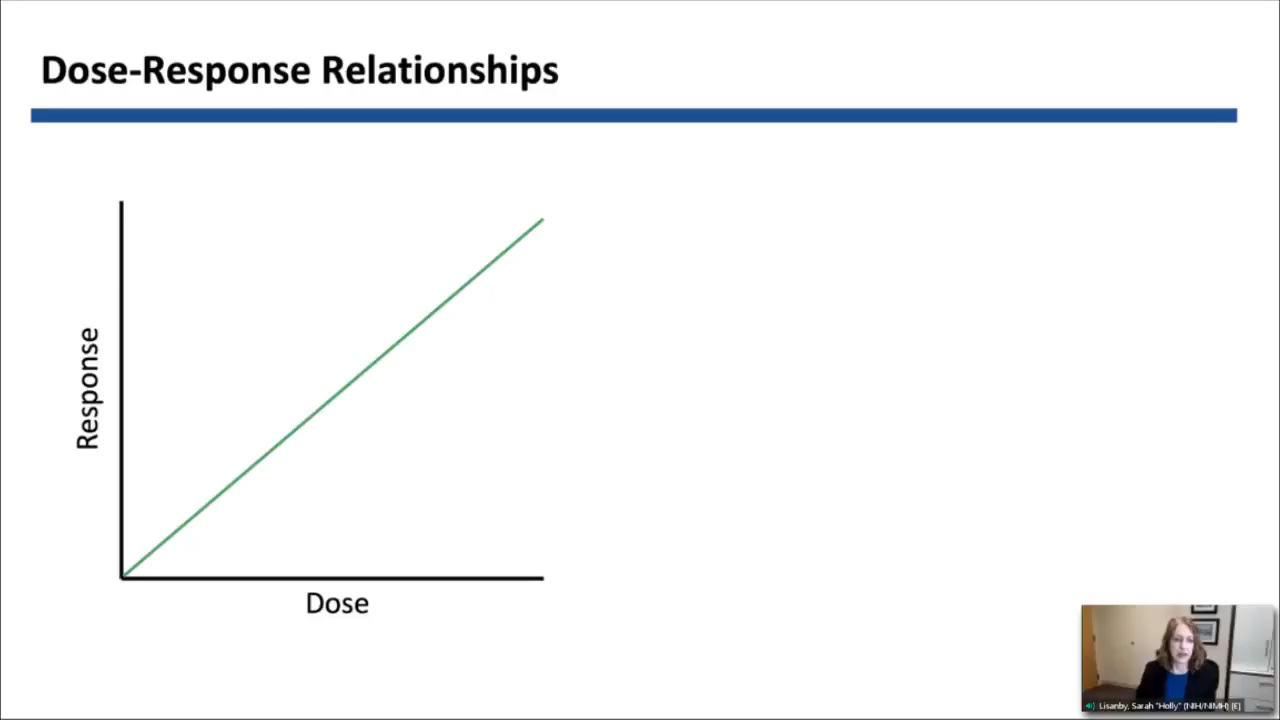 Dose-Response Relationships
Response
Dose
Lisanby, Sarah "Holly" (NIH/NIMH) [E]